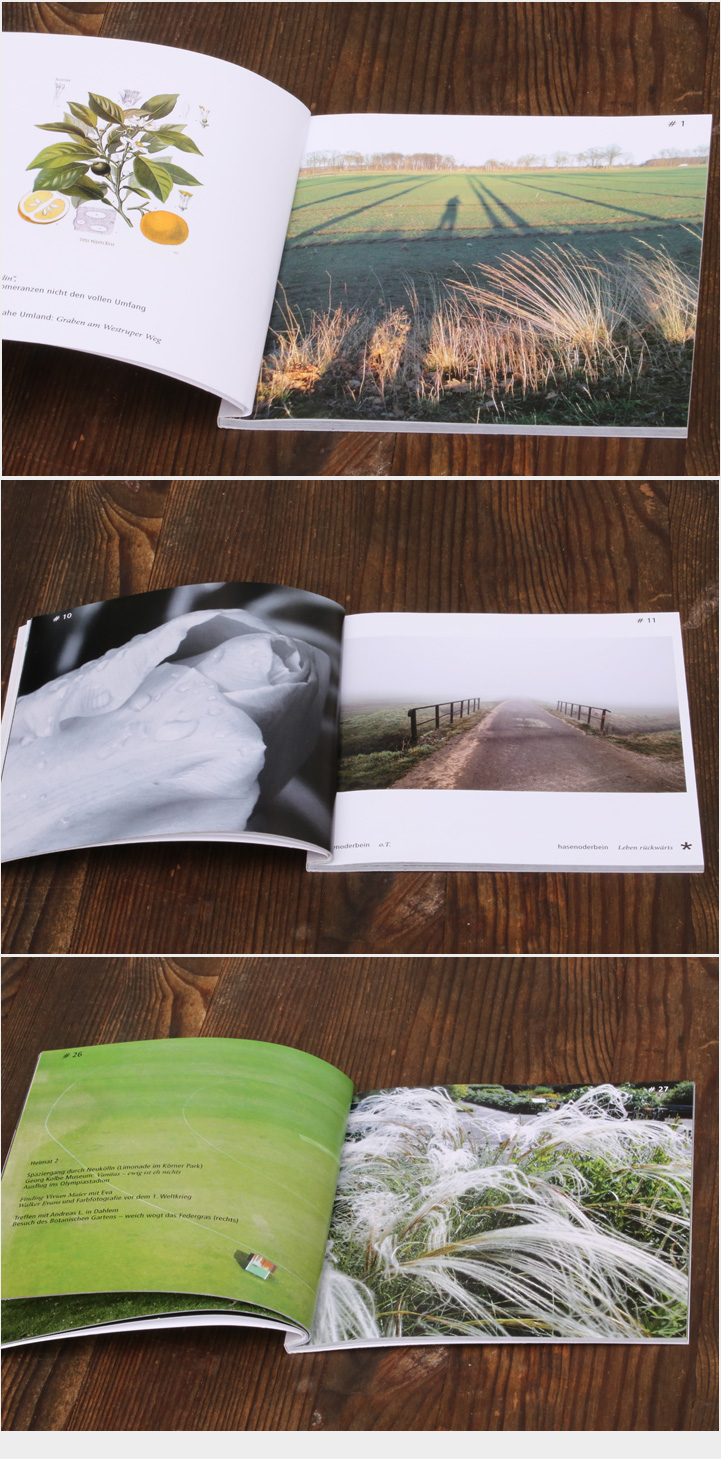 # 1
lin",
omeranzen nicht den vollen Umfang
ahe Umland: Graben am Westruper Weg
# 10
# 11
noderbein o.T.
hasenoderbein Leben rückwärts *
# 26
Heimat 2
Spaziergang durch Neukölln (Limonade im Körner Park)
Georg Kolbe Museum: Vanitas – ewig ist eh nichts
Ausflug ins Olympiastadion
Finding Vivian Maier mit Eva
Walker Evans und Farbfotografie vor dem 1. Weltkrieg
Treffen mit Andreas L. in Dahlem
Besuch des Botanischen Gartens – weich wogt das Federgras (rechts)
# 27